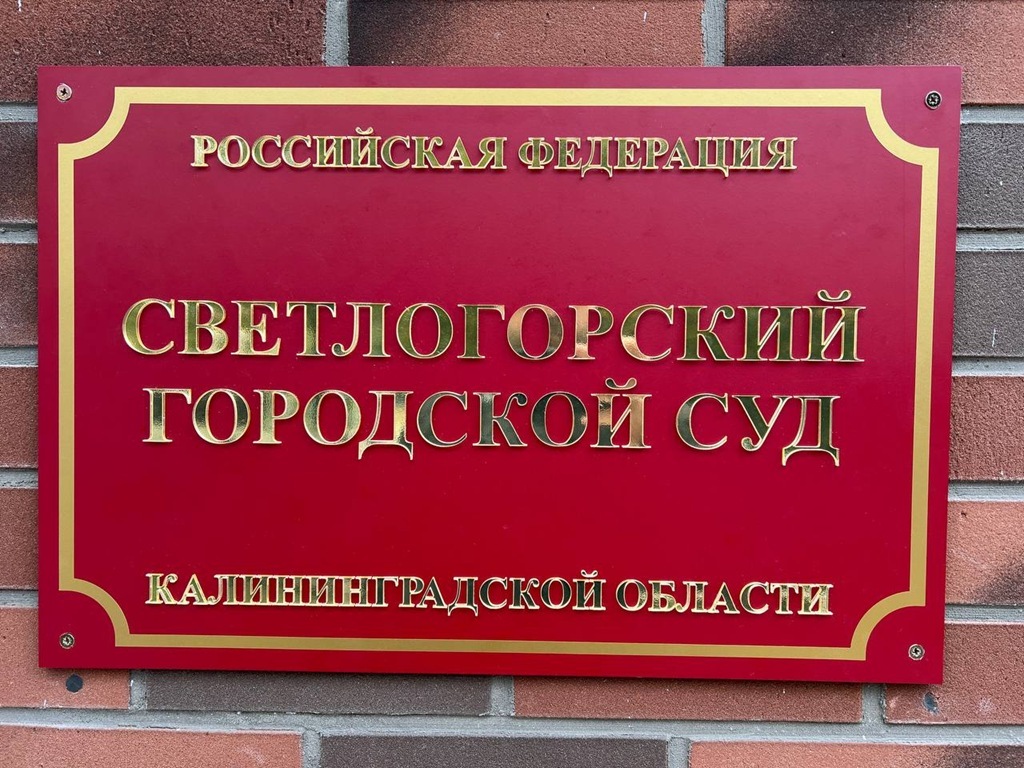 РОССИЙСКАЯ ФЕДЕРАЦИЯ
СВЕТЛОГОРСКИЙ
ГОРОДСКОЙ СУД
КАЛИНИНГРАДСКОЙ ОБЛАСТИ